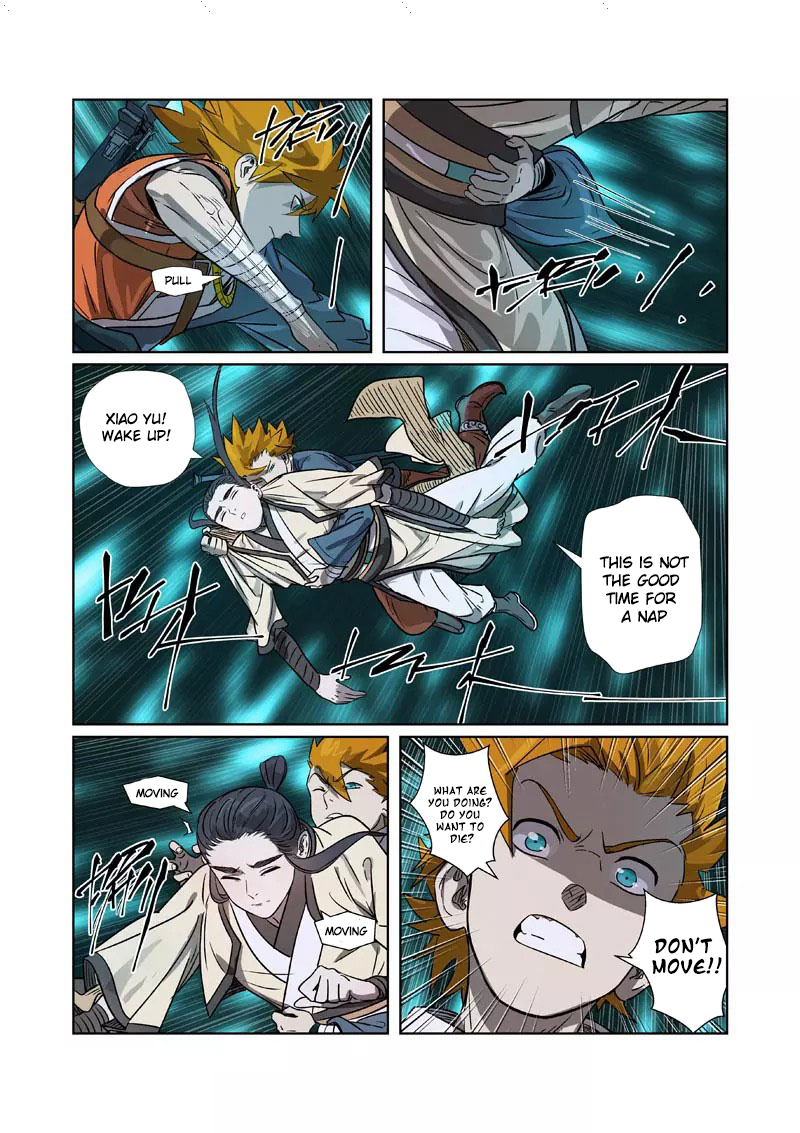 PULL
XIAO YU!
WAKE UP!
THIS IS NOT
THE GOOD
TIME FOR
A NAP
MOVING
MOVING
WHAT ARE
YOU DOING?
DO YOU
WANT TO
DIE?
DON'T
MOVE!!